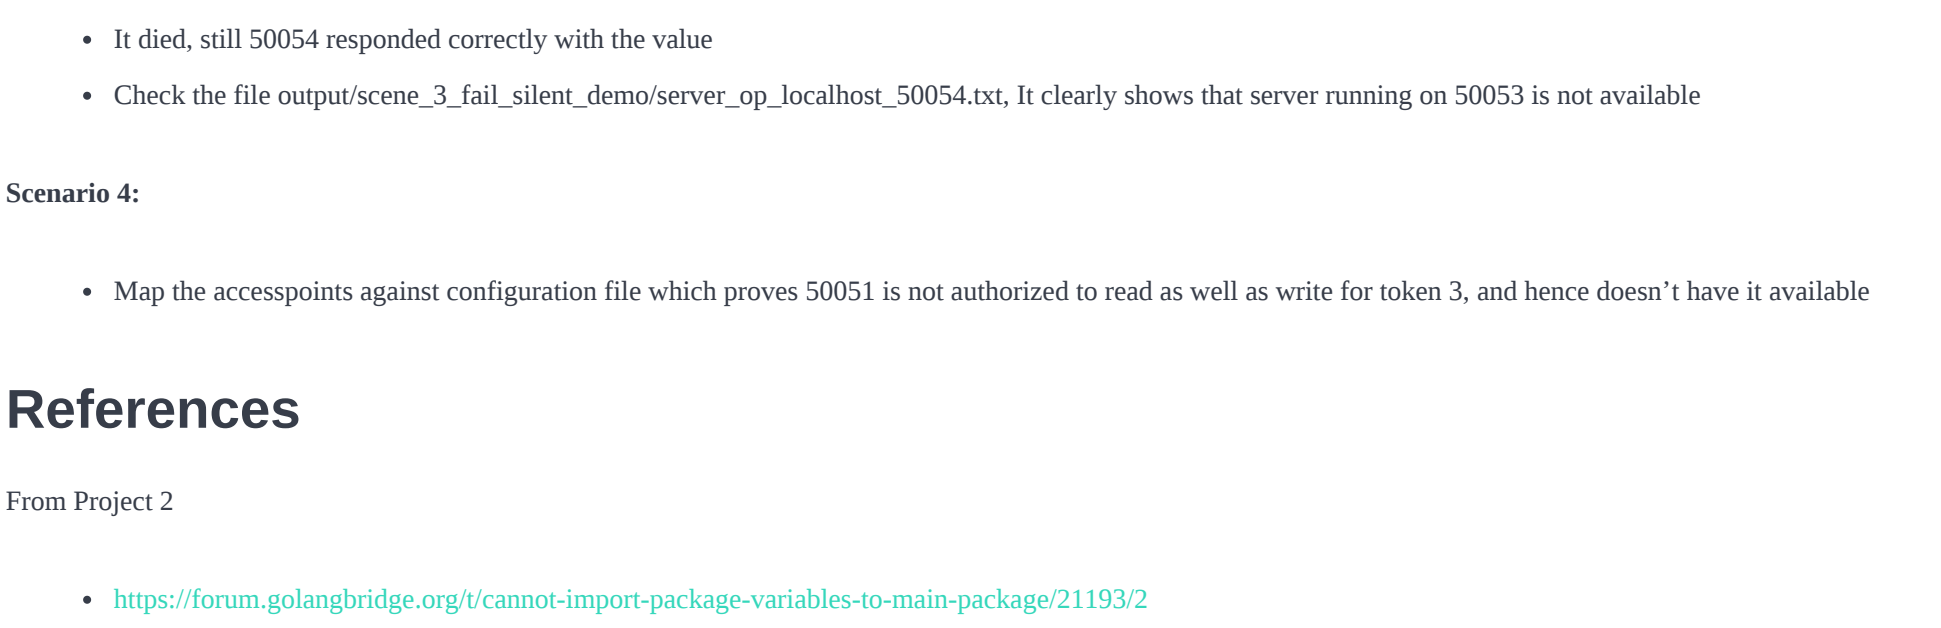 It died, still 50054 responded correctly with the value
Check the file output/scene_3_fail_silent_demo/server_op_localhost_50054.txt, It clearly shows that server running on 50053 is not available
Scenario 4:
Map the accesspoints against configuration file which proves 50051 is not authorized to read as well as write for token 3, and hence doesn’t have it available
References
From Project 2
https://forum.golangbridge.org/t/cannot-import-package-variables-to-main-package/21193/2